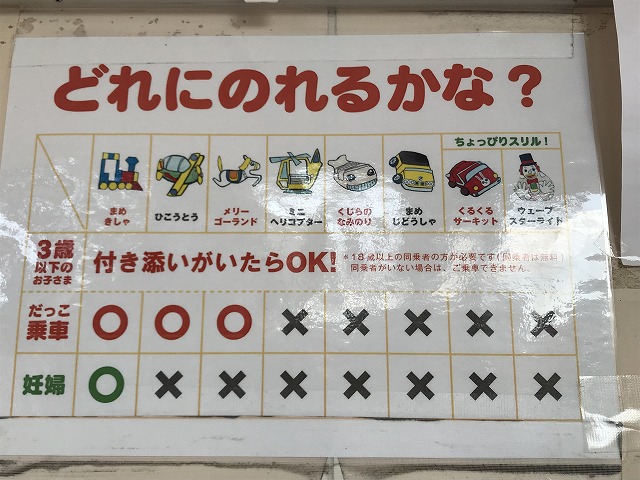 どれにのれるかな？
ちょっぴりスリル！
まめ
きしゃ
ひこうとう
メリー
ゴーランド
ミニ
ヘリコプター
くじらの
なみのり
まめ
じどうしゃ
くるくる
サーキット
ウェーブ
スターライド
3歳
以下の
お子さま
付き添いがいたらOK!
*18歳以上の同乗者の方が必要です(同乗者は無料)
同乗者がいない場合は、ご乗車できません。
だっこ
乗車
○ ○ ○ × × × × ×
妊婦
○ × × × × × × ×